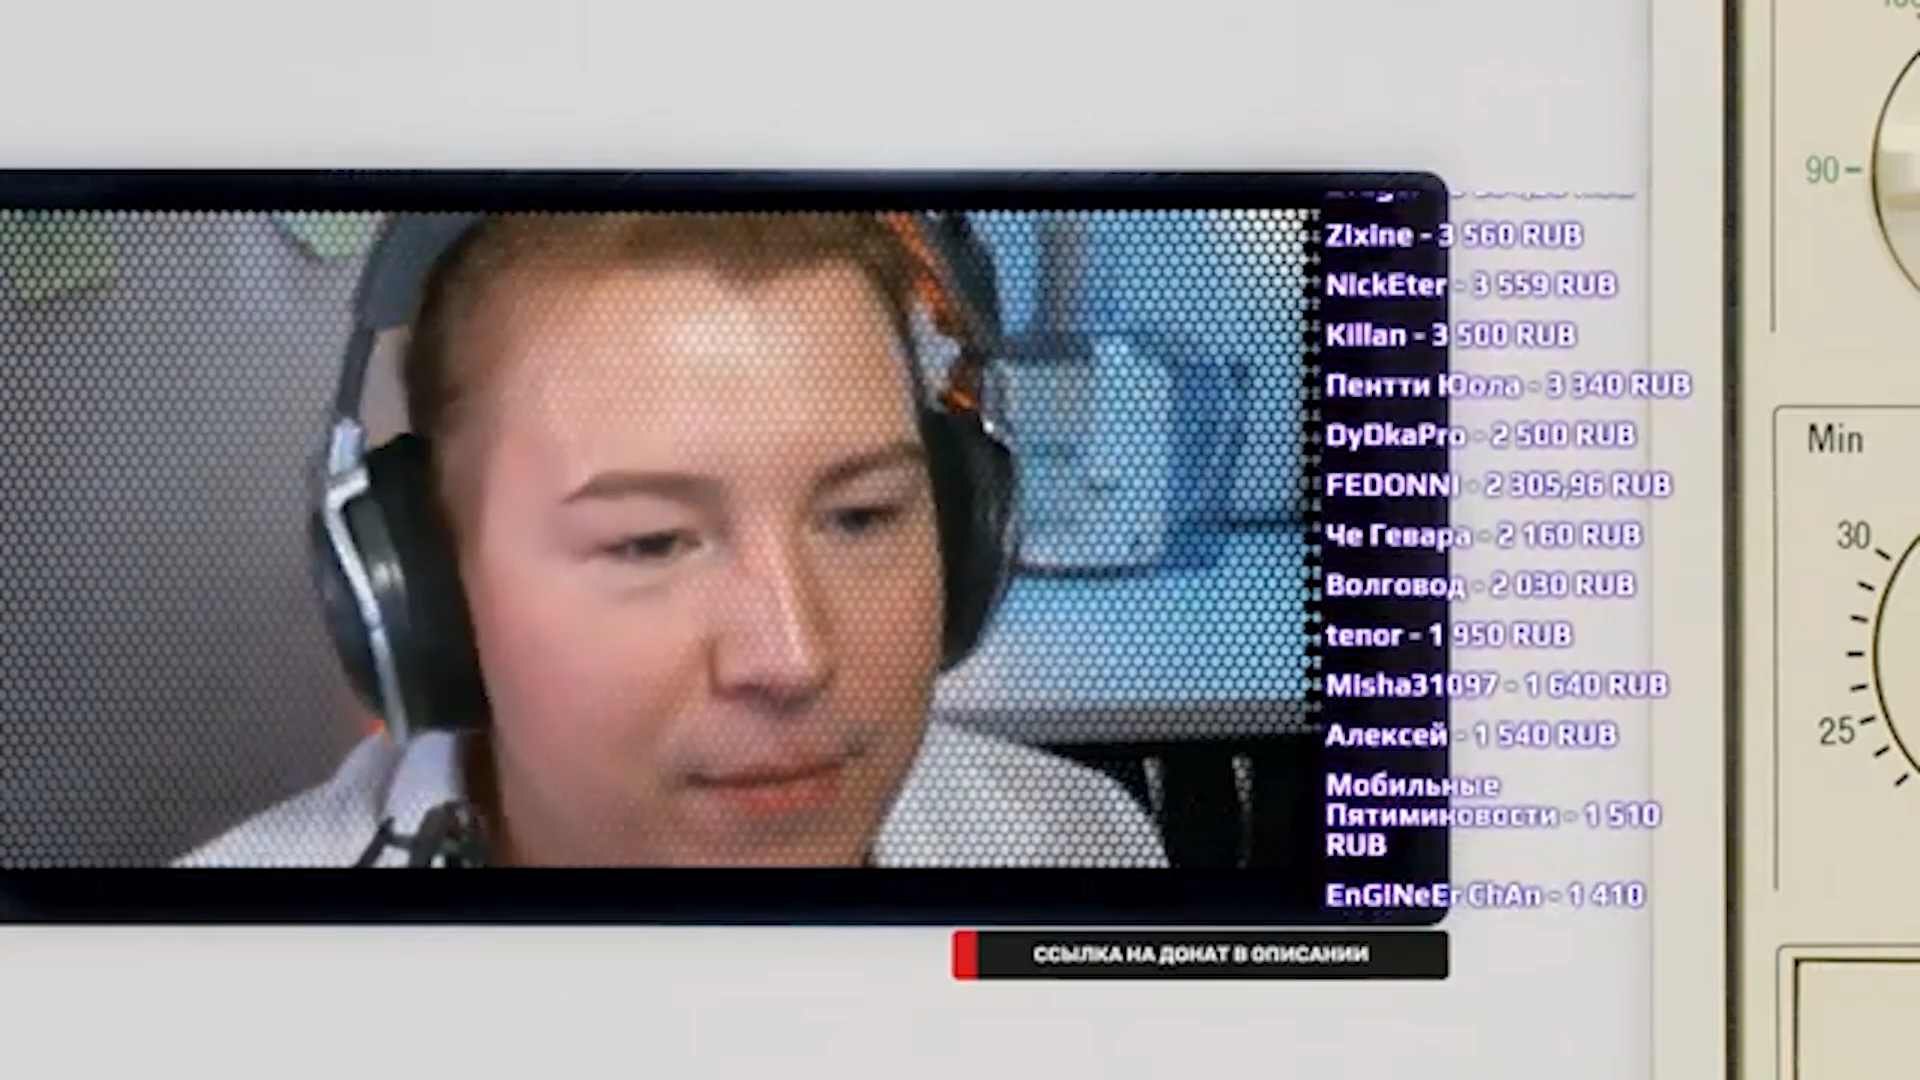 Zixine - 3 560 RUB
NickEter - 3 559 RUB
Killan - 3 500 RUB
Пентти Юола - 3 340 RUB
DyDkaPro - 2 500 RUB
FEDONNI - 2 305,96 RUB
Че Гевара - 2 160 RUB
Волговод - 2 030 RUB
tenor - 1 950 RUB
Misha31097 - 1 640 RUB
Алексей - 1 540 RUB
Мобильные
Пятиминовости - 1 510
RUB
EnGiNeEr ChAn - 1 410
ССЫЛКА НА ДОНАТ В ОПИСАНИИ
90
Min
30
25